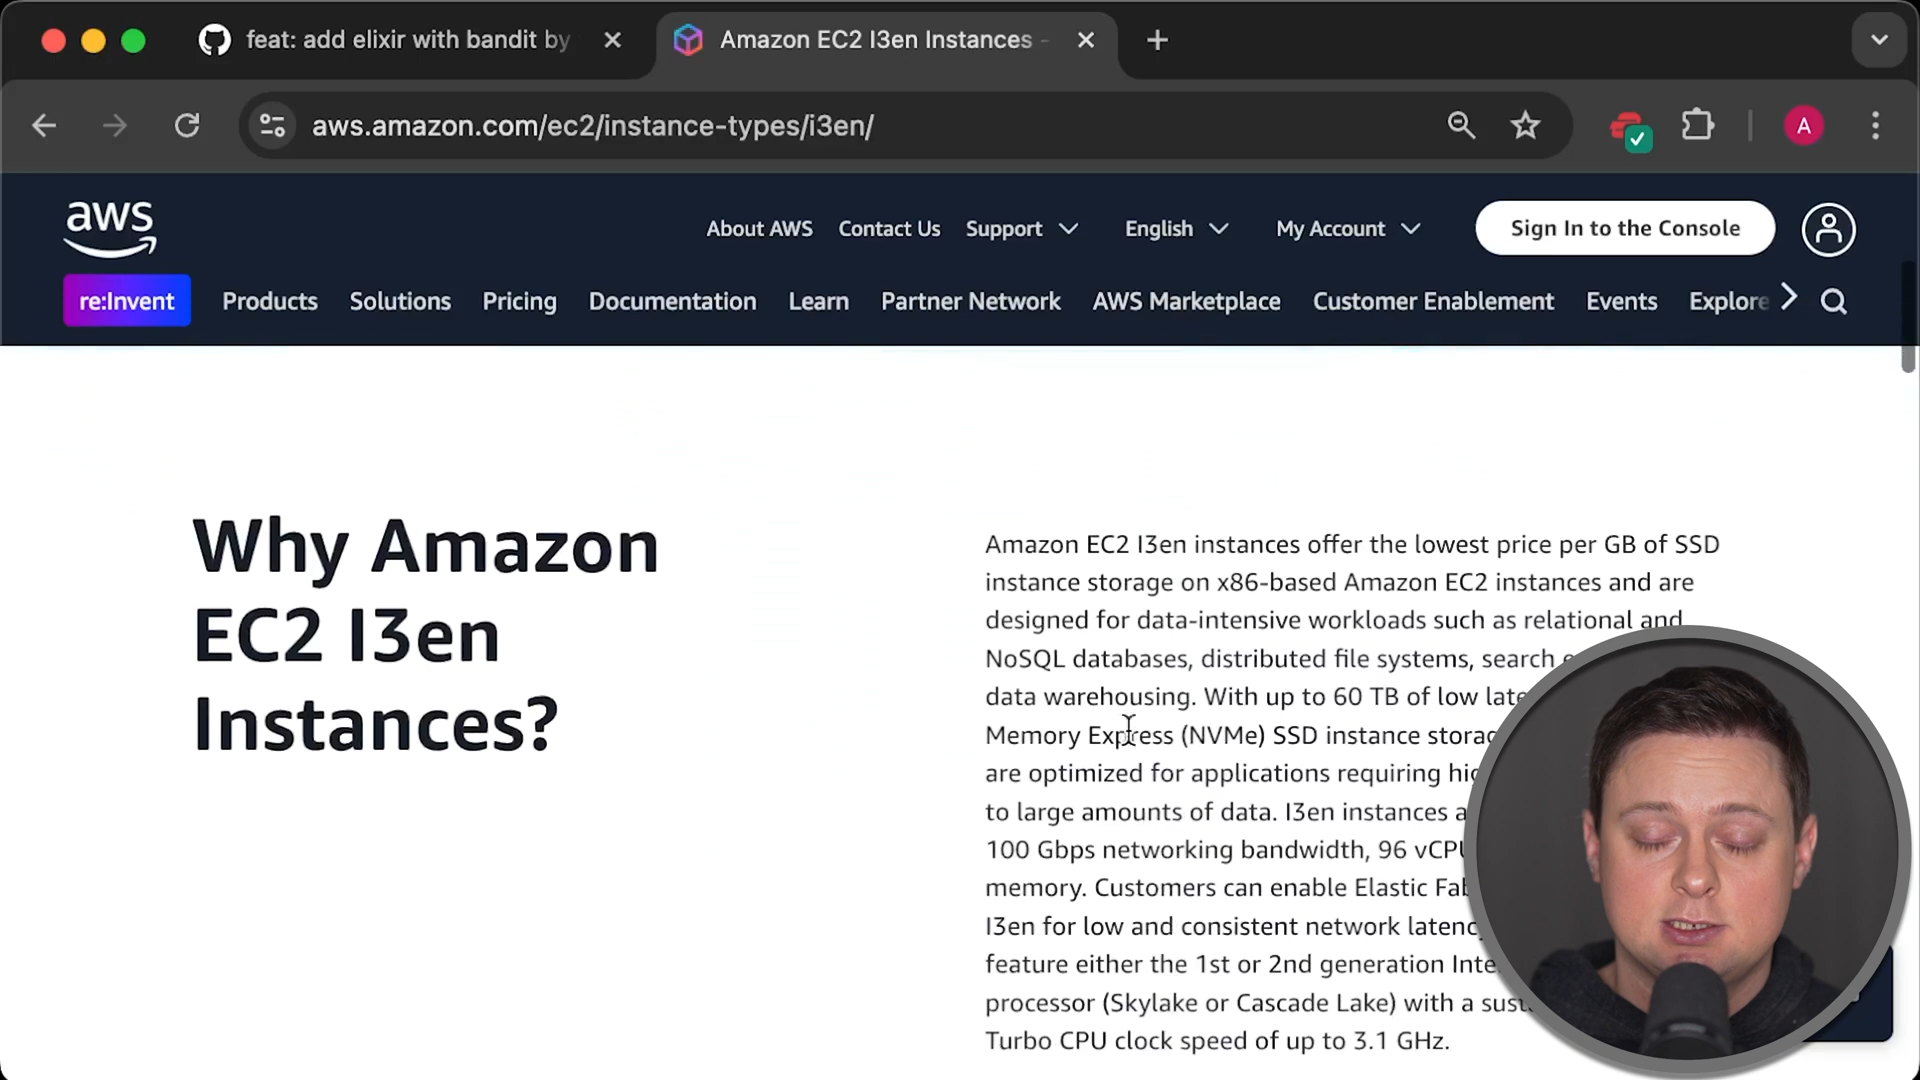 feat: add elixir with bandit by
Amazon EC2 I3en Instances -
aws.amazon.com/ec2/instance-types/i3en/
A
aws
About AWS Contact Us Support English My Account Sign In to the Console
re:Invent Products Solutions Pricing Documentation Learn Partner Network AWS Marketplace Customer Enablement Events Explore
Why Amazon
EC2 I3en
Instances?
Amazon EC2 I3en instances offer the lowest price per GB of SSD
instance storage on x86-based Amazon EC2 instances and are
designed for data-intensive workloads such as relational and
NoSQL databases, distributed file systems, search
data warehousing. With up to 60 TB of low
Memory Express (NVMe) SSD instance
are optimized for applications requiring
to large amounts of data. I3en instances
100 Gbps networking bandwidth, 96
memory. Customers can enable Elastic
I3en for low and consistent network
feature either the 1st or 2nd generation
processor (Skylake or Cascade Lake) with a
Turbo CPU clock speed of up to 3.1 GHz.